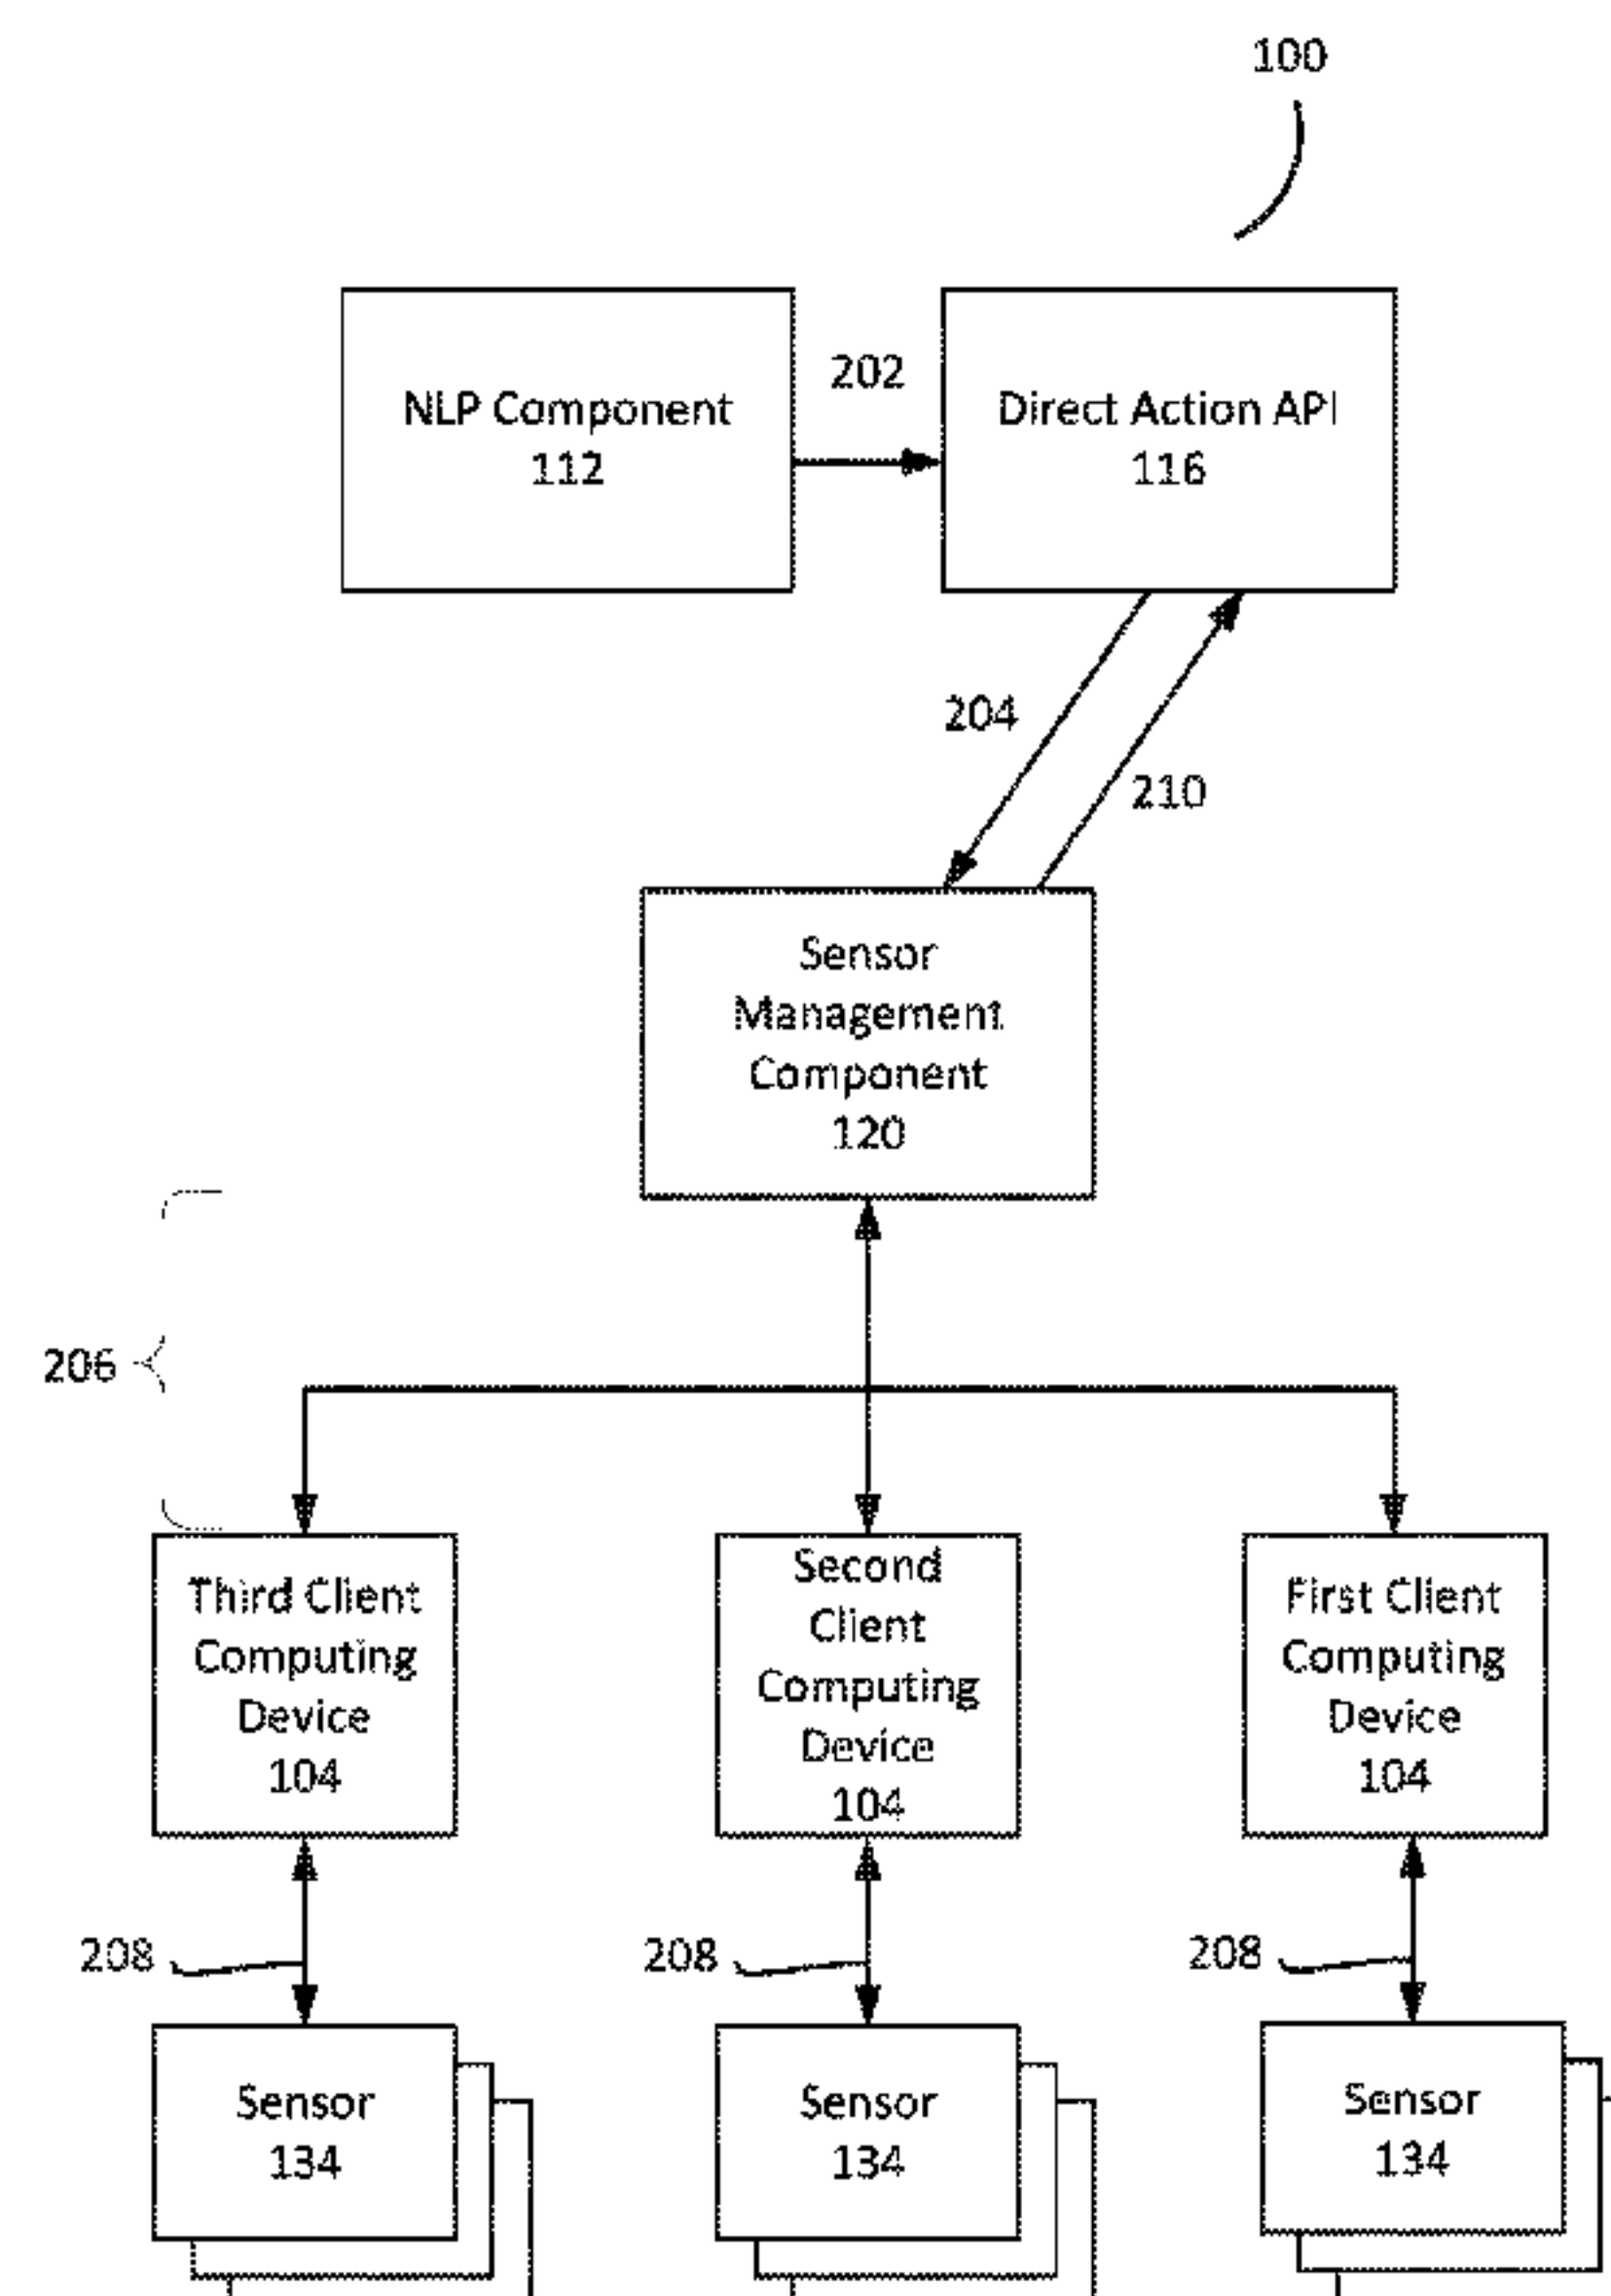 100
NLP Component
112
202
Direct Action API
116
204
210
Sensor
Management
Component
120
206
Third Client
Computing
Device
104
Second
Client
Computing
Device
104
First Client
Computing
Device
104
208
208
208
Sensor
134
Sensor
134
Sensor
134